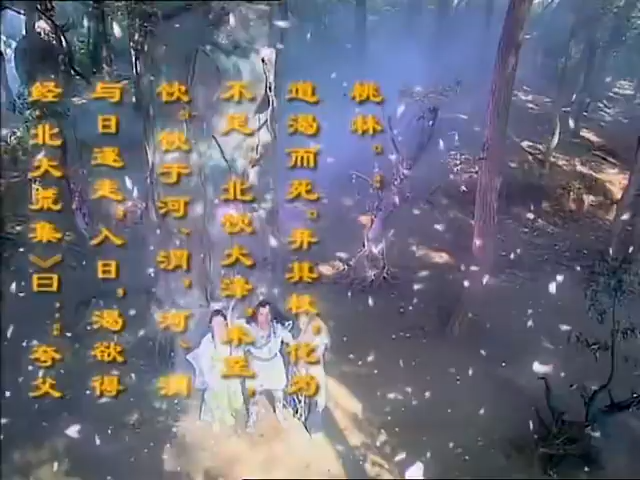 经北大荒集》曰：夸父
与日逐走，入日，渴欲得
饮。饮于河、渭，河、渭
不足，北饮大泽，未至，
道渴而死。弃其杖，化为
桃林。”